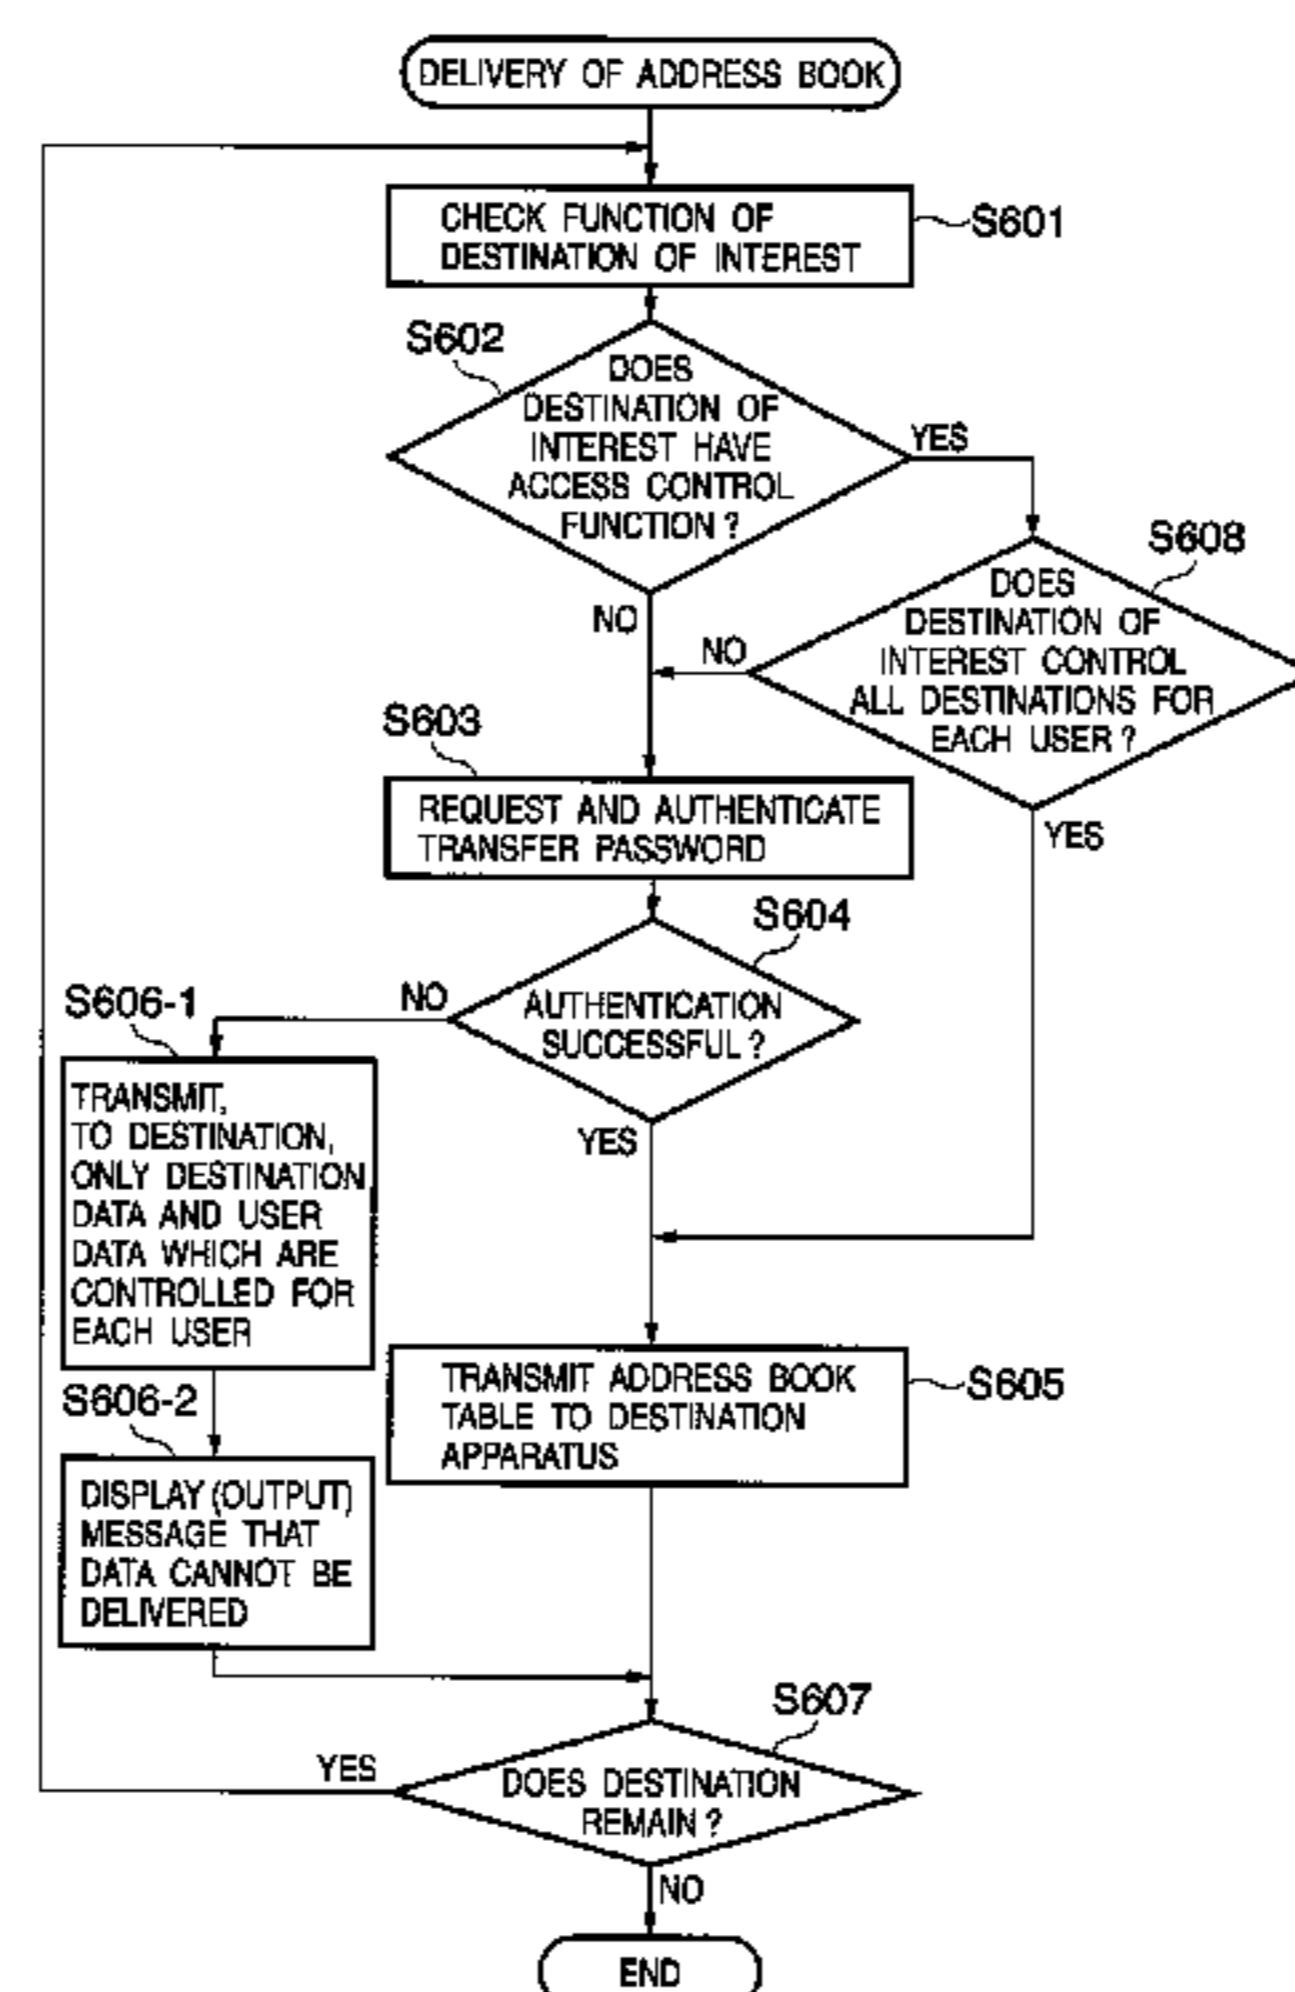 DELIVERY OF ADDRESS BOOK
CHECK FUNCTION OF
DESTINATION OF INTEREST
S601
S602
DOES
DESTINATION OF
INTEREST HAVE
ACCESS CONTROL
FUNCTION ?
YES
NO
S608
DOES
DESTINATION OF
INTEREST CONTROL
ALL DESTINATIONS FOR
EACH USER ?
NO
YES
S603
REQUEST AND AUTHENTICATE
TRANSFER PASSWORD
S604
AUTHENTICATION
SUCCESSFUL ?
NO
YES
S606-1
TRANSMIT,
TO DESTINATION,
ONLY DESTINATION
DATA AND USER
DATA WHICH ARE
CONTROLLED FOR
EACH USER
S606-2
DISPLAY (OUTPUT)
MESSAGE THAT
DATA CANNOT BE
DELIVERED
TRANSMIT ADDRESS BOOK
TABLE TO DESTINATION
APPARATUS
S605
S607
DOES DESTINATION
REMAIN ?
YES
NO
END